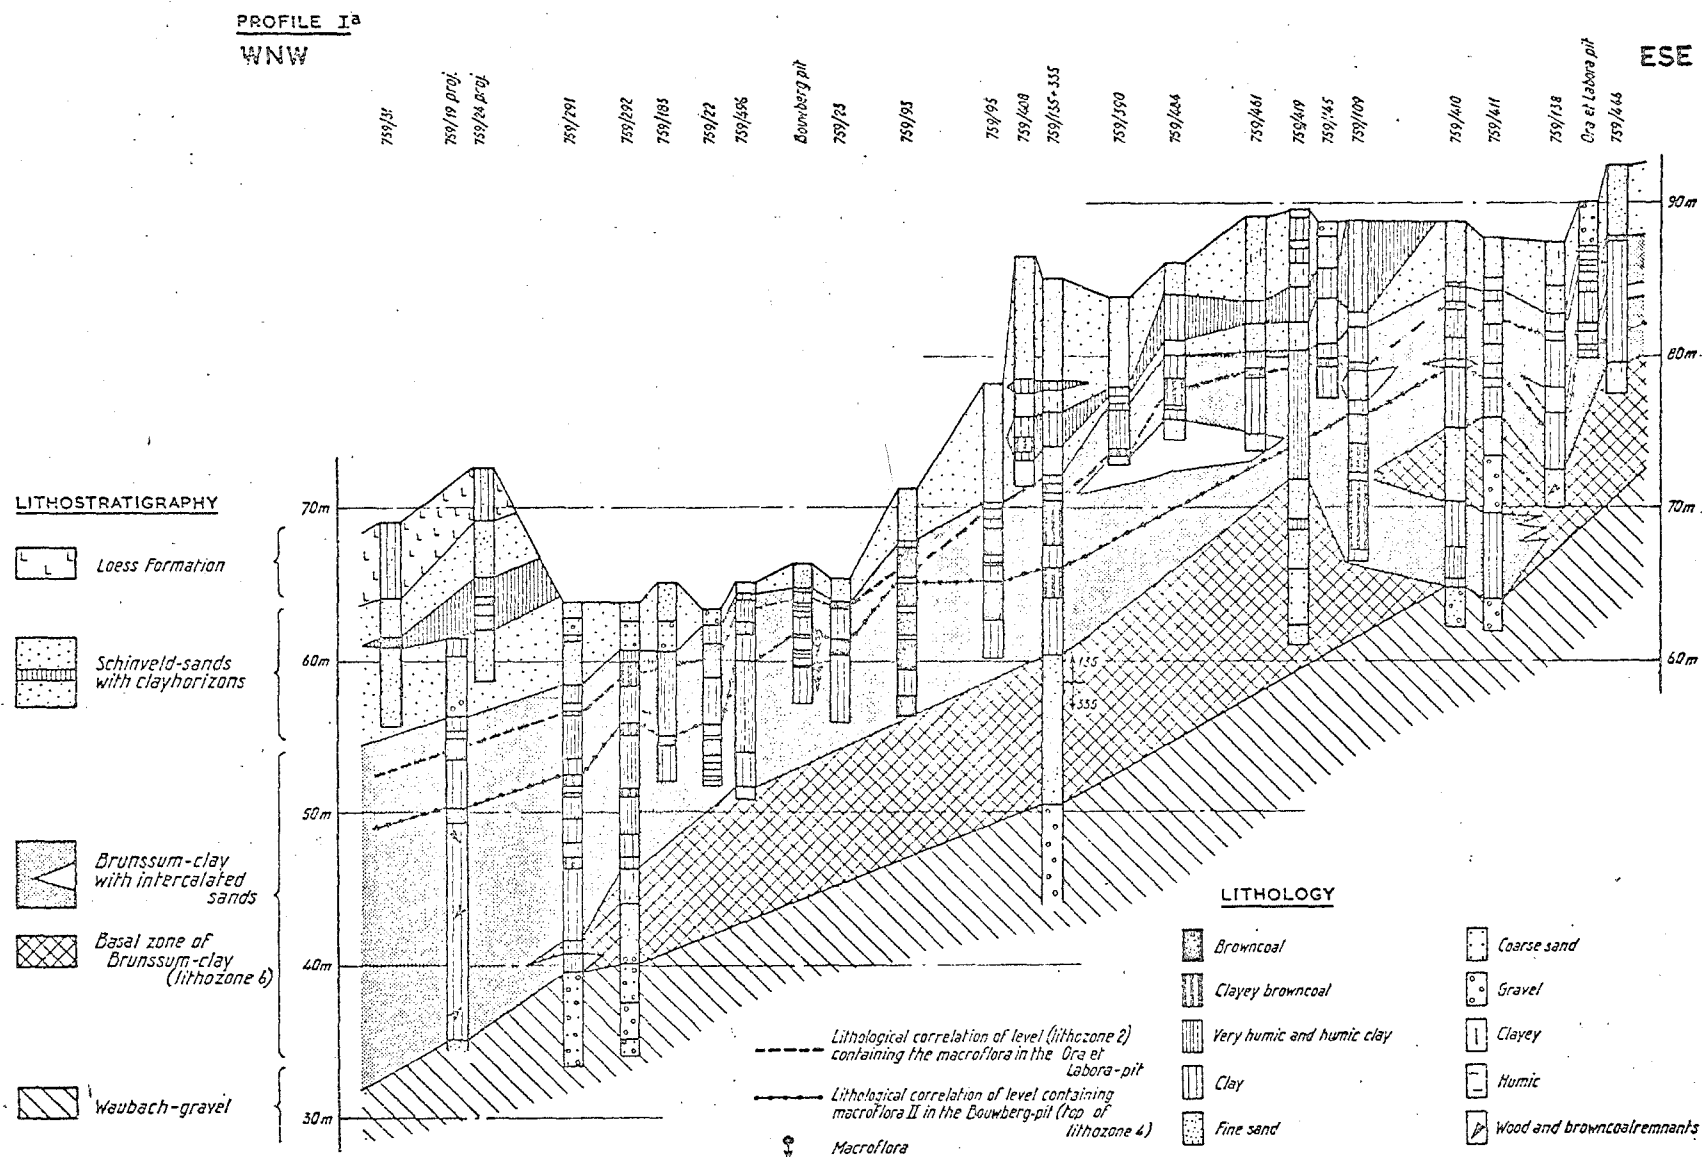 PROFILE Iª
WNW
ESE
759/31
759/19 proj.
759/24 proj.
759/291
759/292
759/183
759/22
759/496
Bouwberg pit
759/23
759/93
759/95
759/408
759/135+335
759/390
759/484
759/461
759/419
759/109
759/410
759/411
759/138
Ora et Labora pit
759/444
90m
80m
70m
60m
70m
60m
50m
40m
30m
135
335
LITHOSTRATIGRAPHY
Loess Formation
Schinveld-sands
with clayhorizons
Brunssum-clay
with intercalated
sands
Basal zone of
Brunssum-clay
(lithozone 6)
Waubach-gravel
Lithological correlation of level (lithozone 2)
containing the macroflora in the Ora et
Labora-pit
Lithological correlation of level containing
macroflora II in the Bouwberg-pit (top of
lithozone 4)
Macroflora
LITHOLOGY
Browncoal
Clayey browncoal
Very humic and humic clay
Clay
Fine sand
Coarse sand
Gravel
Clayey
Humic
Wood and browncoalremnants